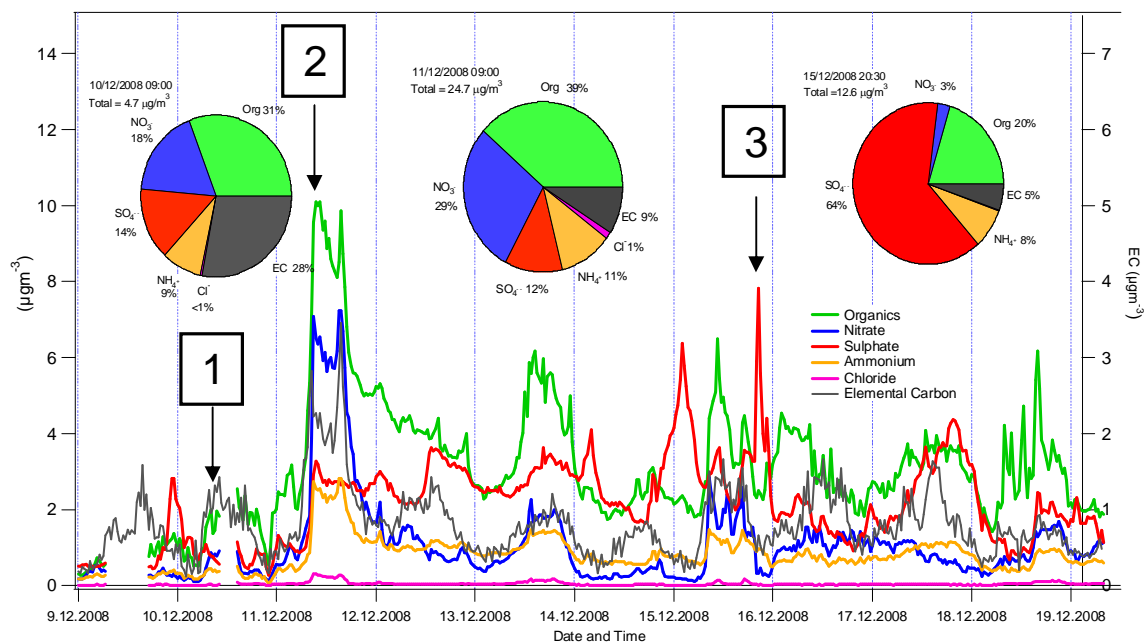 10/12/2008 09:00
Total = 4.7 µg/m³
Org 31%
NO₃⁻
18%
SO₄⁻⁻
14%
NH₄⁺
9%
Cl⁻
<1%
EC 28%
11/12/2008 09:00
Total = 24.7 µg/m³
Org 39%
NO₃⁻
29%
SO₄⁻⁻ 12%
NH₄⁺ 11%
Cl⁻ 1%
EC 9%
15/12/2008 20:30
Total =12.6 µg/m³
NO₃⁻ 3%
Org 20%
SO₄⁻⁻
64%
EC 5%
NH₄⁺ 8%
1
2
3
Organics
Nitrate
Sulphate
Ammonium
Chloride
Elemental Carbon
14
12
10
8
6
4
2
0
(µgm⁻³)
7
6
5
4
3
2
1
0
EC (µgm⁻³)
9.12.2008 10.12.2008 11.12.2008 12.12.2008 13.12.2008 14.12.2008 15.12.2008 16.12.2008 17.12.2008 18.12.2008 19.12.2008
Date and Time